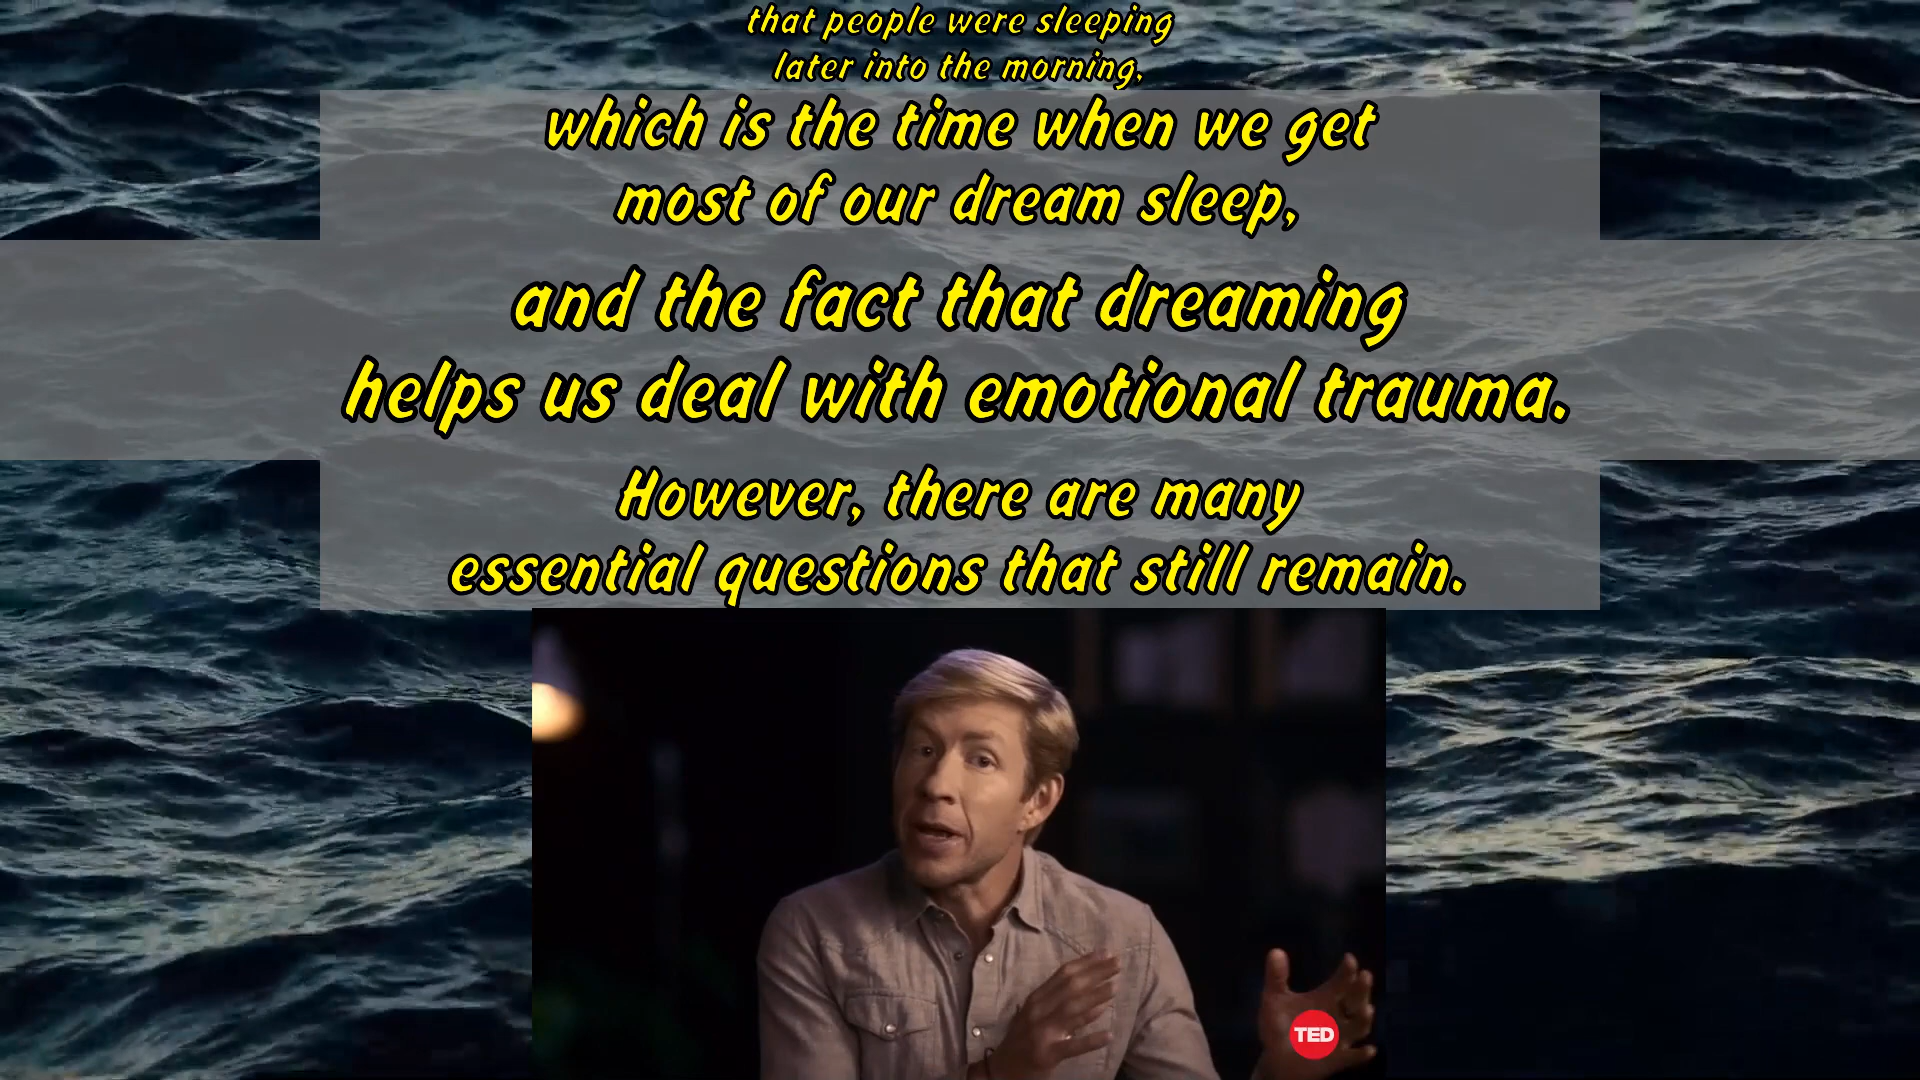 that people were sleeping
later into the morning,
which is the time when we get
most of our dream sleep,
and the fact that dreaming
helps us deal with emotional trauma.
However, there are many
essential questions that still remain.
TED